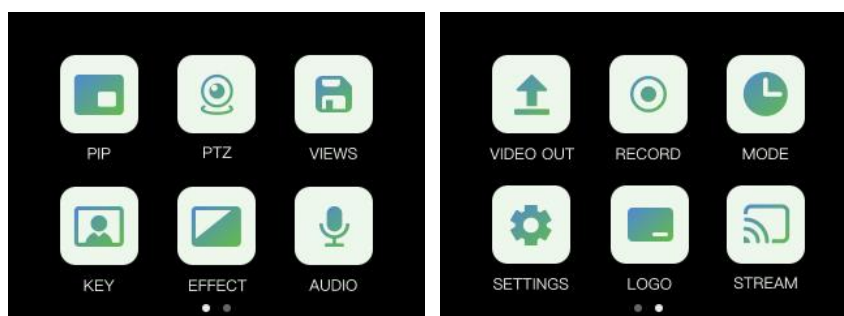 PIP PTZ VIEWS
KEY EFFECT AUDIO
VIDEO OUT RECORD MODE
SETTINGS LOGO STREAM